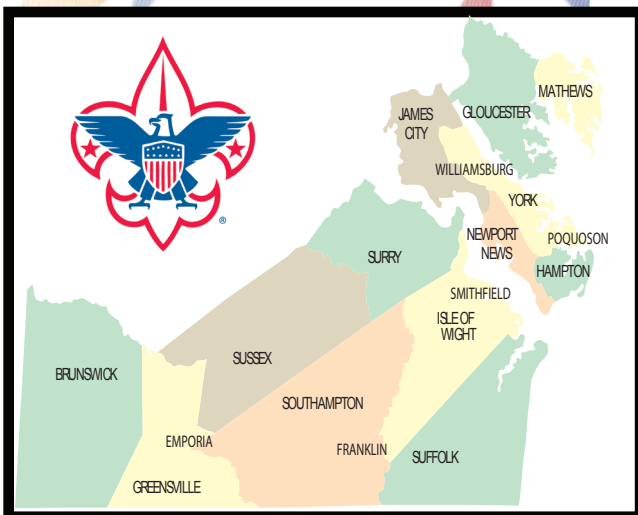 MATHEWS
JAMES
CITY
GLOUCESTER
WILLIAMSBURG
YORK
NEWPORT
NEWS
POQUOSON
HAMPTON
SURRY
SMITHFIELD
ISLE OF
WIGHT
SUSSEX
BRUNSWICK
SOUTHAMPTON
EMPORIA
FRANKLIN
SUFFOLK
GREENSVILLE
®